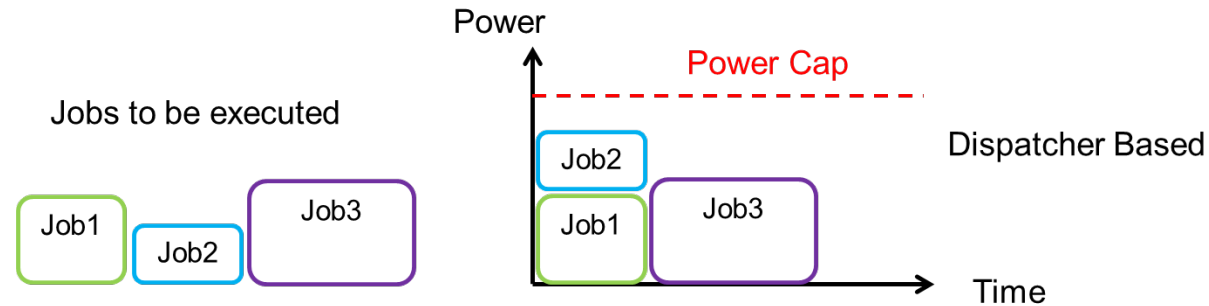 Power
Power Cap
Jobs to be executed
Dispatcher Based
Job2
Job1
Job3
Job2
Job3
Job1
Time